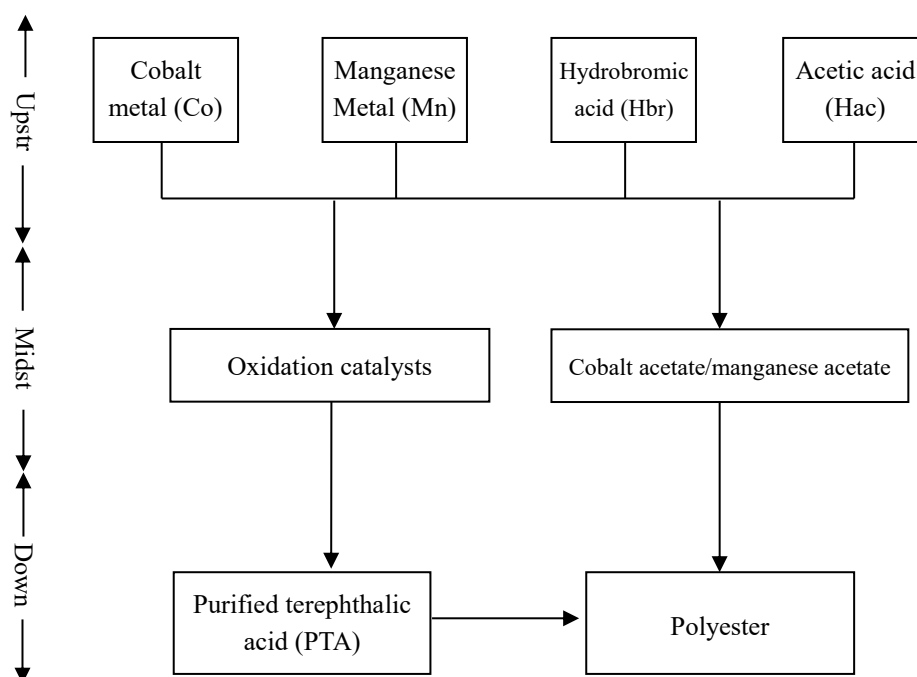 Upstr
Cobalt
metal (Co)
Manganese
Metal (Mn)
Hydrobromic
acid (Hbr)
Acetic acid
(Hac)
Midst
Oxidation catalysts
Cobalt acetate/manganese acetate
Down
Purified terephthalic
acid (PTA)
Polyester